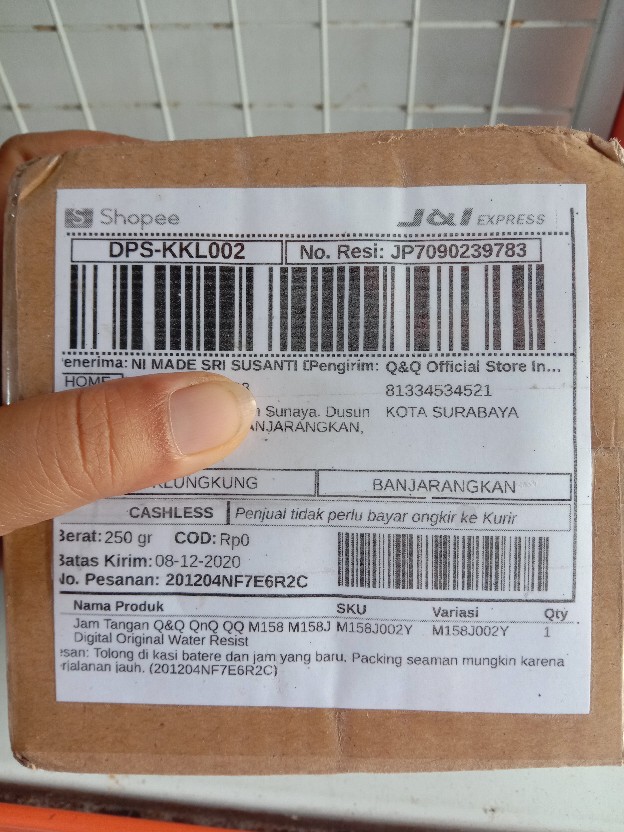 Shopee
J&T EXPRESS
DPS-KKL002
No. Resi: JP7090239783
enerima: NI MADE SRI SUSANTI
Pengirim: Q&Q Official Store In...
HOME
81334534521
Sunaya. Dusun
KOTA SURABAYA
ANJARANGKAN,
KLUNGKUNG
BANJARANGKAN
CASHLESS
Penjual tidak perlu bayar ongkir ke Kurir
Berat: 250 gr COD: Rp0
Batas Kirim: 08-12-2020
No. Pesanan: 201204NF7E6R2C
Nama Produk SKU Variasi Qty
Jam Tangan Q&Q QnQ QQ M158 M158J M158J002Y M158J002Y 1
Digital Original Water Resist
esan: Tolong di kasi batere dan jam yang baru. Packing seaman mungkin karena
rjalanan jauh. (201204NF7E6R2C)